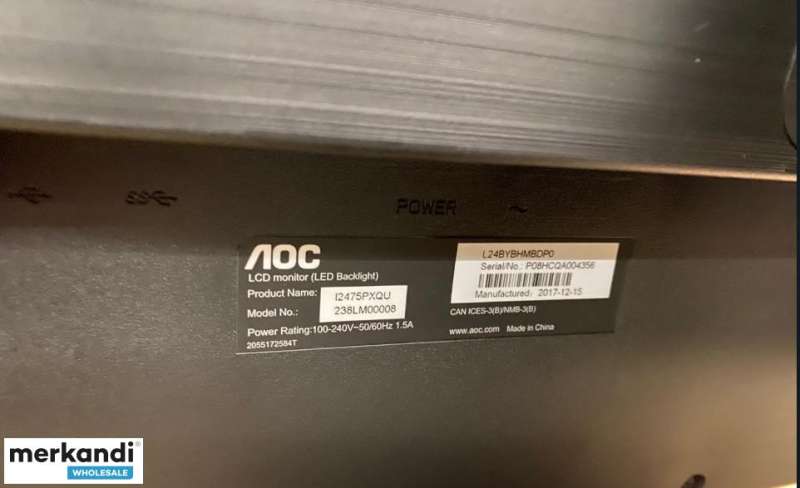 POWER
AOC
LCD monitor (LED Backlight)
Product Name: I2475PXQU
Model No.: 238LM00008
Power Rating:100-240V~50/60Hz 1.5A
2055172584T
L24BYBHMBDP0
Serial/No.: P08HCQA004356
Manufactured: 2017-12-15
CAN ICES-3(B)/NMB-3(B)
www.aoc.com Made in China
merkandi
WHOLESALE